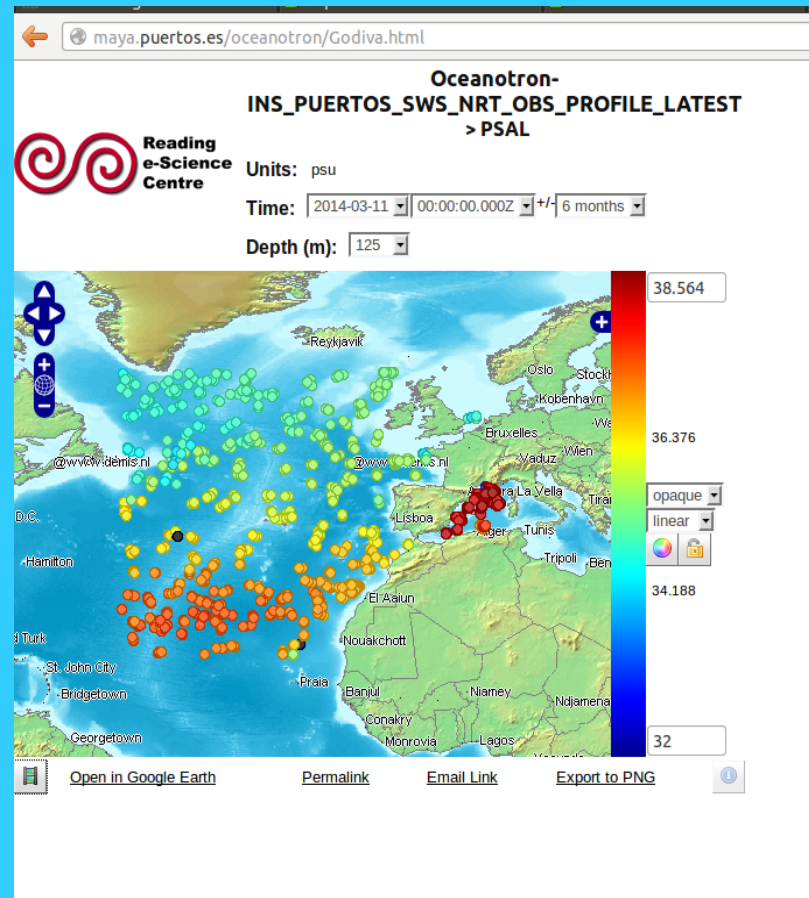 maya.puertos.es/oceanotron/Godiva.html
Oceanotron-
INS_PUERTOS_SWS_NRT_OBS_PROFILE_LATEST
> PSAL
Reading
e-Science
Centre
Units: psu
Time: 2014-03-11 00:00:00.000Z +/- 6 months
Depth (m): 125
38.564
Reykjavik
Oslo
Stockh
Kobenhavn
36.376
Bruxelles
Wa
@www.demis.nl
Vaduz
Wien
La Vella
opaque
Tira
D.C.
Lisboa
linear
Alger
Tunis
Hamilton
Tripoli
Ben
34.188
El Aaiun
d Turk
Nouakchott
St. John City
Praia
Bridgetown
Banjul
Niamey
Ndjamena
Conakry
Georgetown
Monrovia
Lagos
32
Open in Google Earth
Permalink
Email Link
Export to PNG